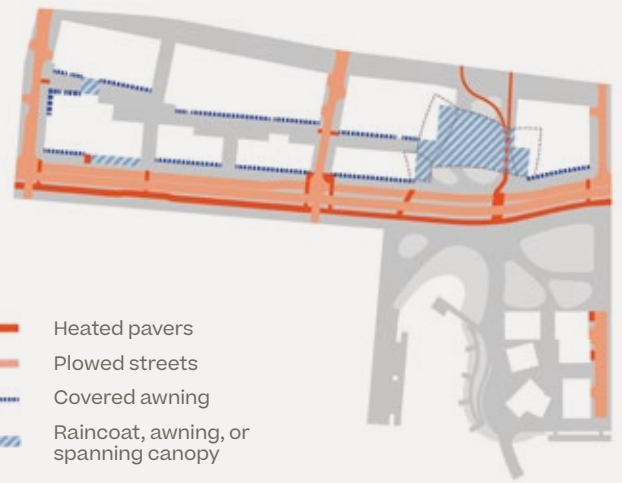 Heated pavers
Plowed streets
Covered awning
Raincoat, awning, or
spanning canopy